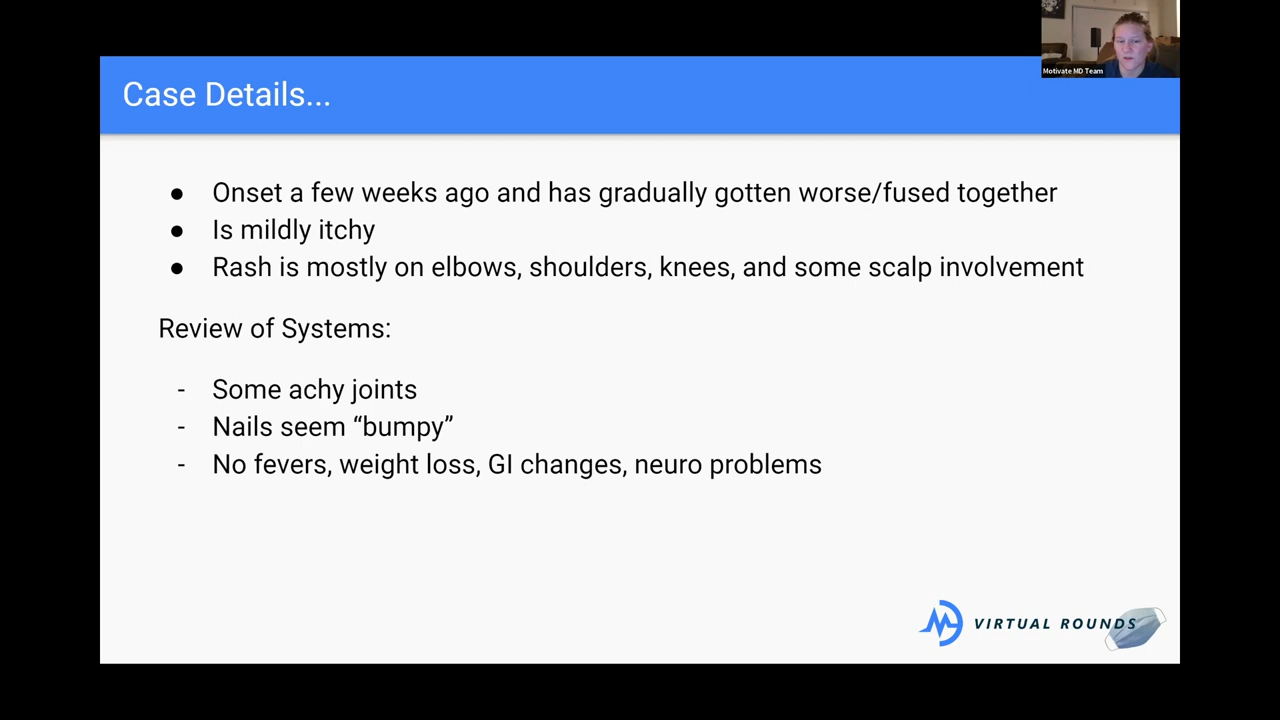 Motivate MD Team
Case Details...
● Onset a few weeks ago and has gradually gotten worse/fused together
● Is mildly itchy
● Rash is mostly on elbows, shoulders, knees, and some scalp involvement
Review of Systems:
- Some achy joints
- Nails seem “bumpy”
- No fevers, weight loss, GI changes, neuro problems
VIRTUAL ROUNDS